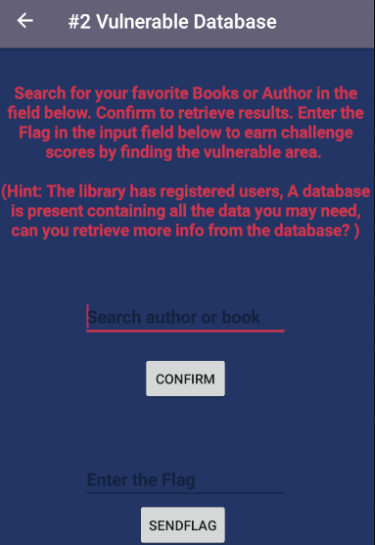 #2 Vulnerable Database
Search for your favorite Books or Author in the
field below. Confirm to retrieve results. Enter the
Flag in the input field below to earn challenge
scores by finding the vulnerable area.
(Hint: The library has registered users, A database
is present containing all the data you may need,
can you retrieve more info from the database? )
Search author or book
CONFIRM
Enter the Flag
SENDFLAG